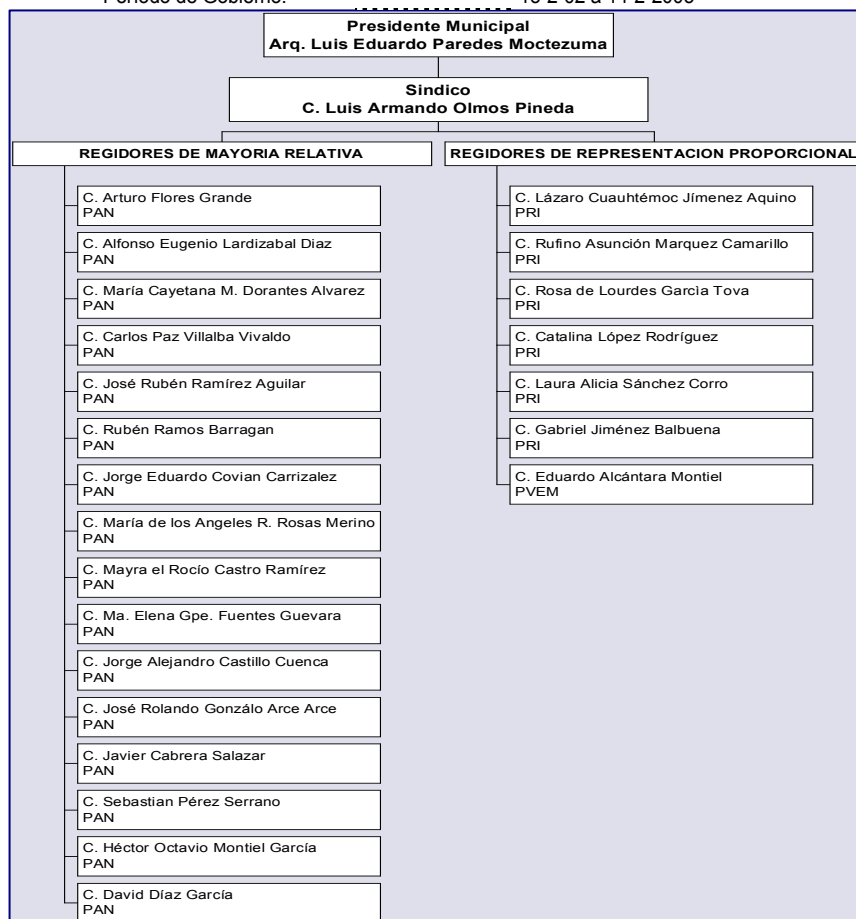 Presidente Municipal
Arq. Luis Eduardo Paredes Moctezuma
Sindico
C. Luis Armando Olmos Pineda
REGIDORES DE MAYORIA RELATIVA
C. Arturo Flores Grande
PAN
C. Alfonso Eugenio Lardizabal Diaz
PAN
C. María Cayetana M. Dorantes Alvarez
PAN
C. Carlos Paz Villalba Vivaldo
PAN
C. José Rubén Ramírez Aguilar
PAN
C. Rubén Ramos Barragan
PAN
C. Jorge Eduardo Covian Carrizalez
PAN
C. María de los Angeles R. Rosas Merino
PAN
C. Mayra el Rocío Castro Ramírez
PAN
C. Ma. Elena Gpe. Fuentes Guevara
PAN
C. Jorge Alejandro Castillo Cuenca
PAN
C. José Rolando Gonzálo Arce Arce
PAN
C. Javier Cabrera Salazar
PAN
C. Sebastian Pérez Serrano
PAN
C. Héctor Octavio Montiel García
PAN
C. David Díaz García
PAN
REGIDORES DE REPRESENTACION PROPORCIONAL
C. Lázaro Cuauhtémoc Jímenez Aquino
PRI
C. Rufino Asunción Marquez Camarillo
PRI
C. Rosa de Lourdes Garcìa Tova
PRI
C. Catalina López Rodríguez
PRI
C. Laura Alicia Sánchez Corro
PRI
C. Gabriel Jiménez Balbuena
PRI
C. Eduardo Alcántara Montiel
PVEM